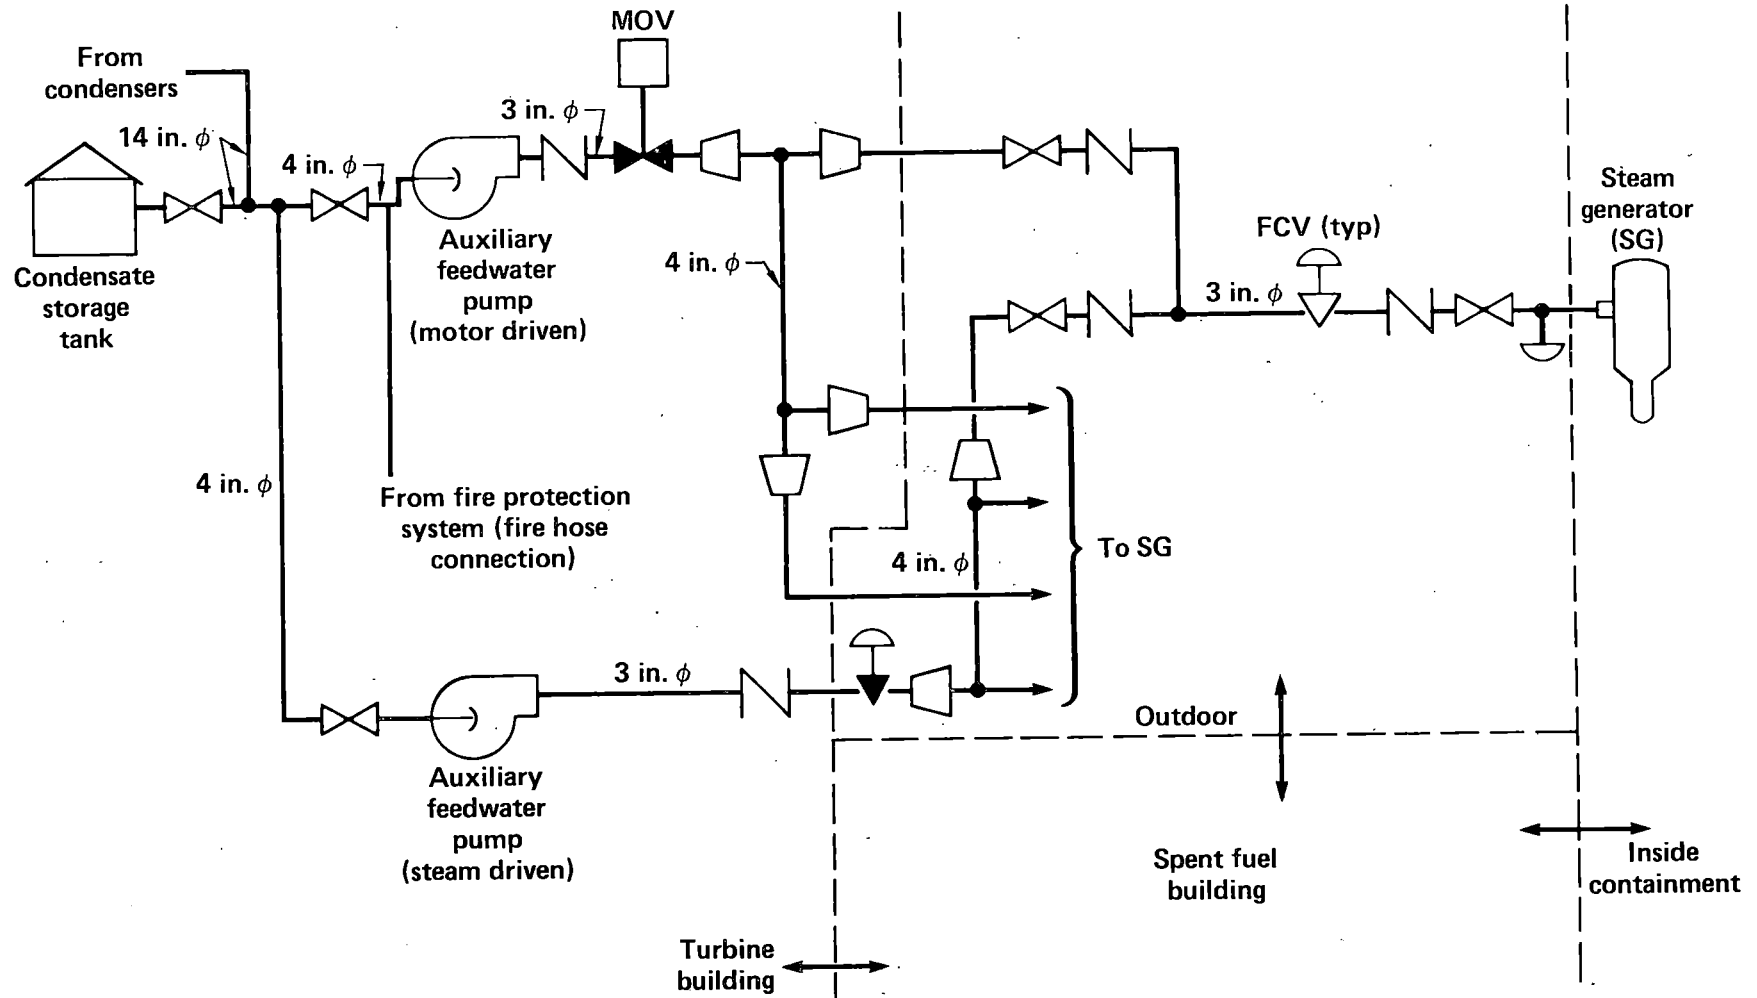 MOV
From
condensers
14 in. ϕ
3 in. ϕ
4 in. ϕ
Condensate
storage
tank
Auxiliary
feedwater
pump
(motor driven)
4 in. ϕ
Steam
generator
(SG)
FCV (typ)
3 in. ϕ
4 in. ϕ
From fire protection
system (fire hose
connection)
4 in. ϕ
To SG
3 in. ϕ
Auxiliary
feedwater
pump
(steam driven)
Outdoor
Spent fuel
building
Inside
containment
Turbine
building